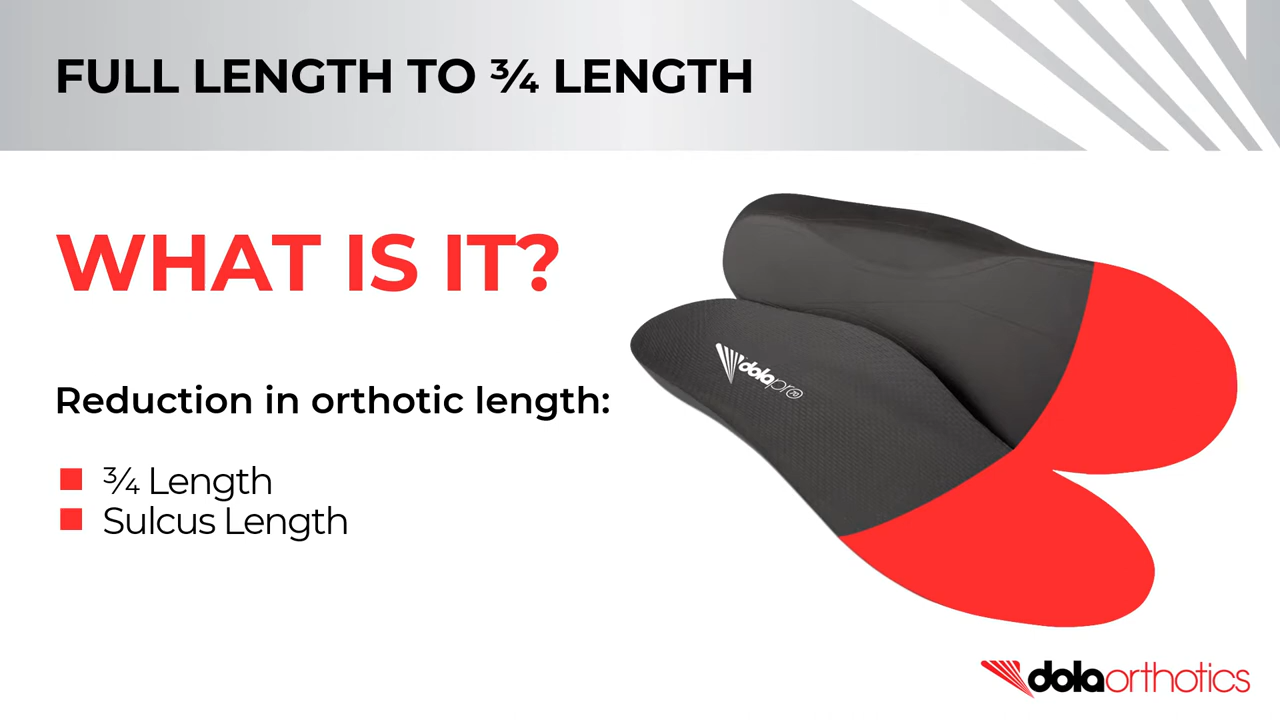 FULL LENGTH TO ¾ LENGTH
WHAT IS IT?
Reduction in orthotic length:
¾ Length
Sulcus Length
dolapro
dolaorthotics